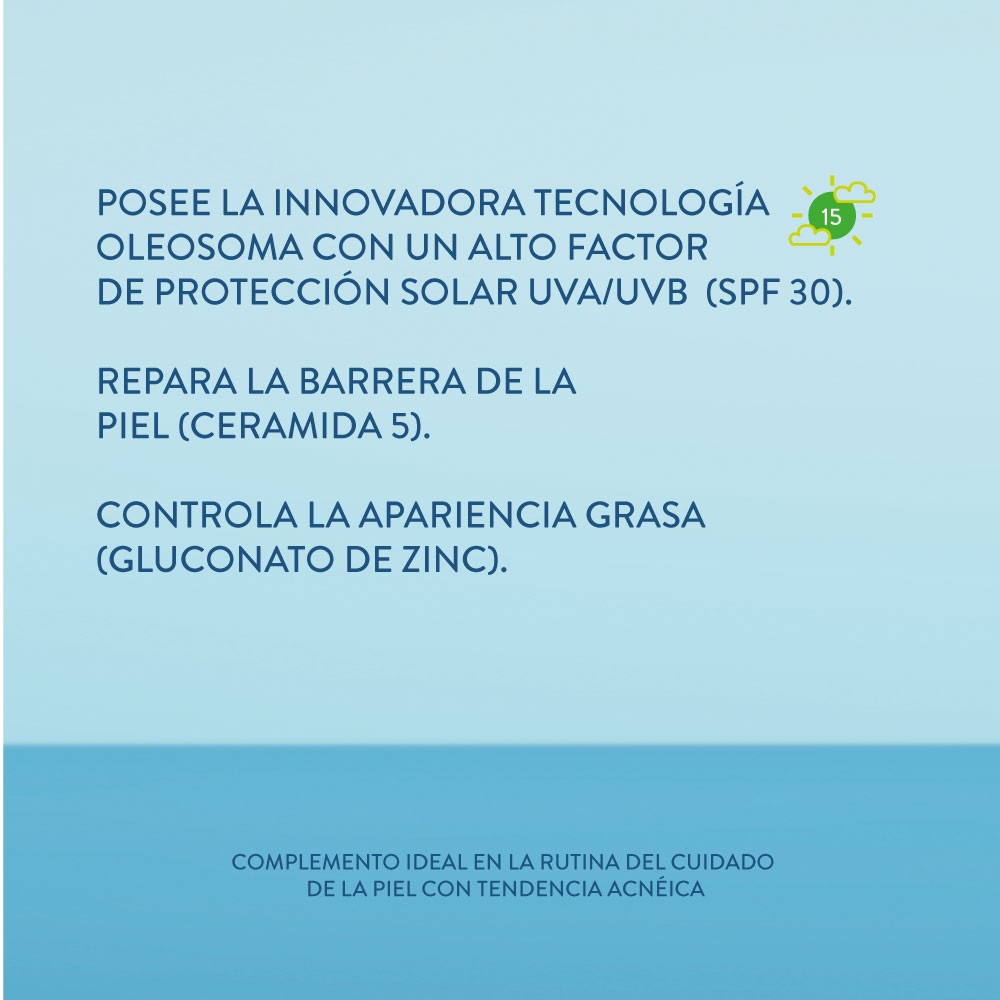 POSEE LA INNOVADORA TECNOLOGÍA
15
OLEOSOMA CON UN ALTO FACTOR
DE PROTECCIÓN SOLAR UVA/UVB (SPF 30).
REPARA LA BARRERA DE LA
PIEL (CERAMIDA 5).
CONTROLA LA APARIENCIA GRASA
(GLUCONATO DE ZINC).
COMPLEMENTO IDEAL EN LA RUTINA DEL CUIDADO
DE LA PIEL CON TENDENCIA ACNÉICA